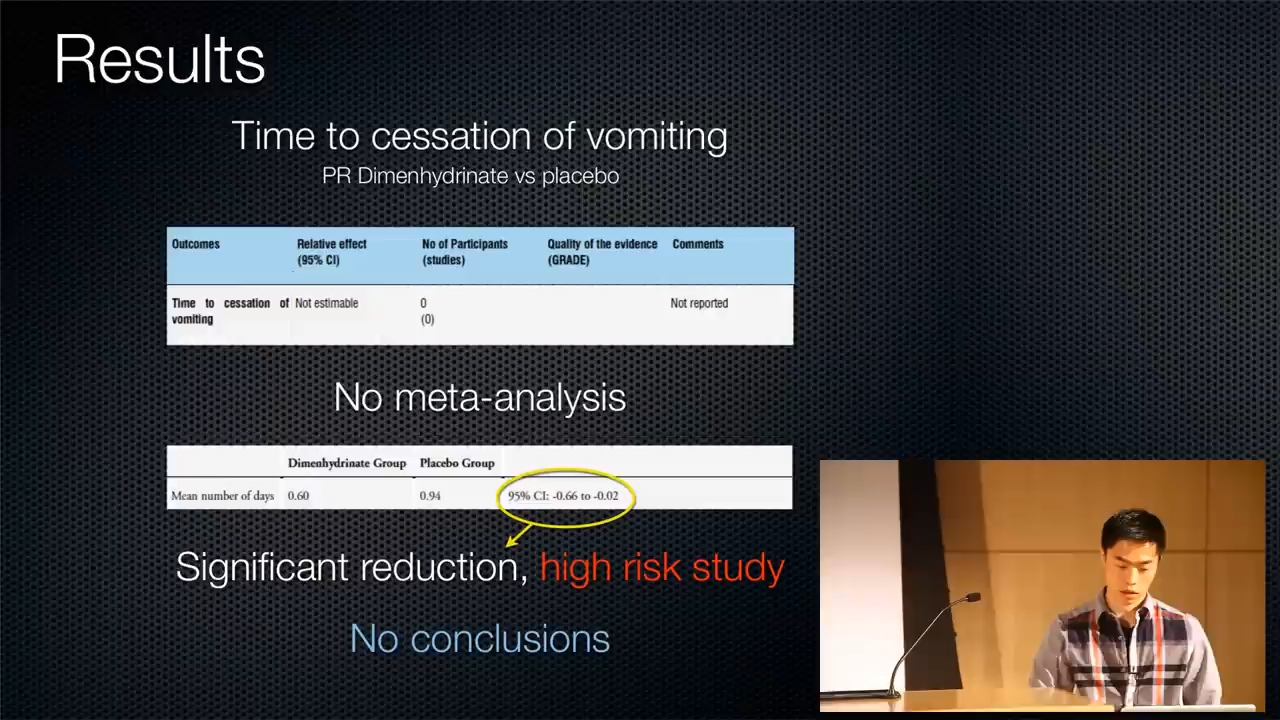 Results
Time to cessation of vomiting
PR Dimenhydrinate vs placebo
Outcomes Relative effect (95% CI) No of Participants (studies) Quality of the evidence (GRADE) Comments
Time to cessation of vomiting Not estimable 0 (0) Not reported
No meta-analysis
Dimenhydrinate Group Placebo Group
Mean number of days 0.60 0.94 95% CI: -0.66 to -0.02
Significant reduction, high risk study
No conclusions